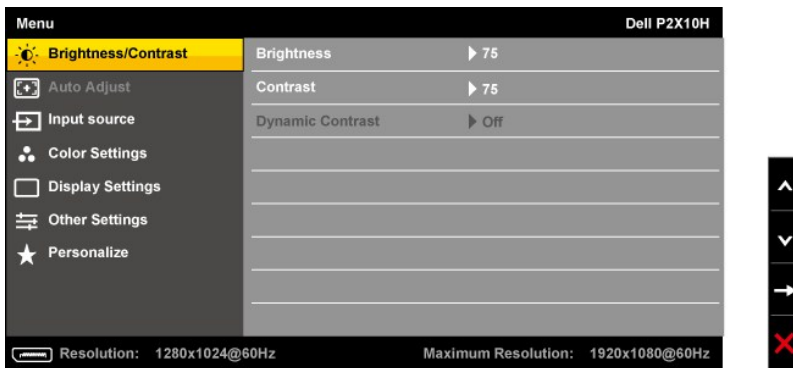 Menu Dell P2X10H
Brightness/Contrast Brightness 75
Auto Adjust Contrast 75
Input source Dynamic Contrast Off
Color Settings
Display Settings
Other Settings
Personalize
Resolution: 1280x1024@60Hz Maximum Resolution: 1920x1080@60Hz